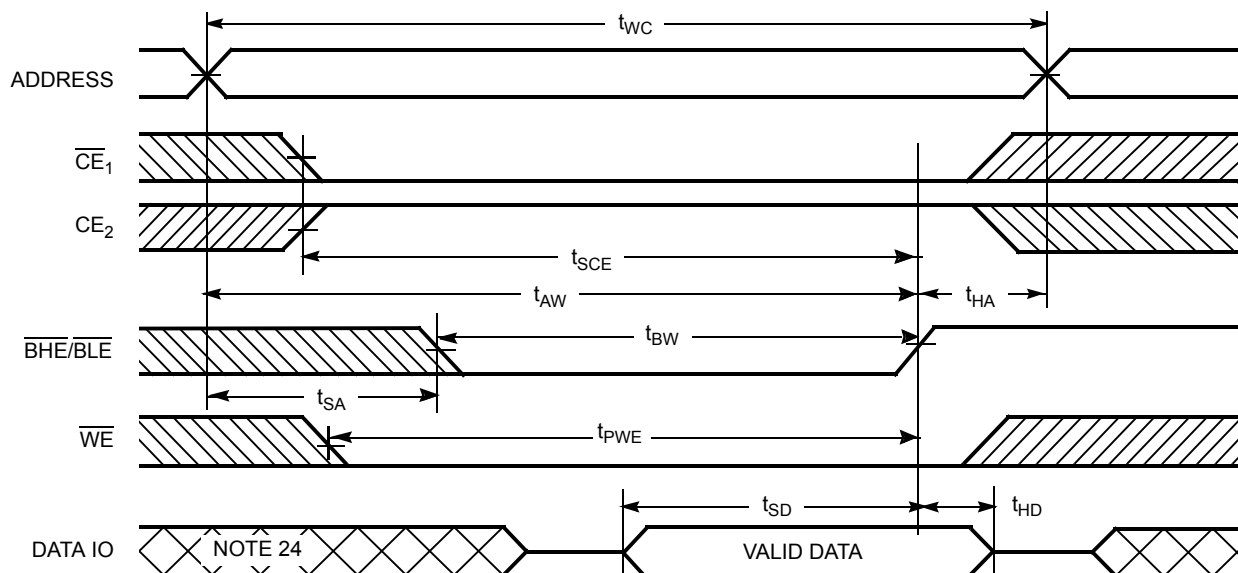 tWC
ADDRESS
CE1
CE2
tSCE
tAW
tHA
BHE/BLE
tBW
tSA
WE
tPWE
tSD
tHD
DATA IO
NOTE 24
VALID DATA